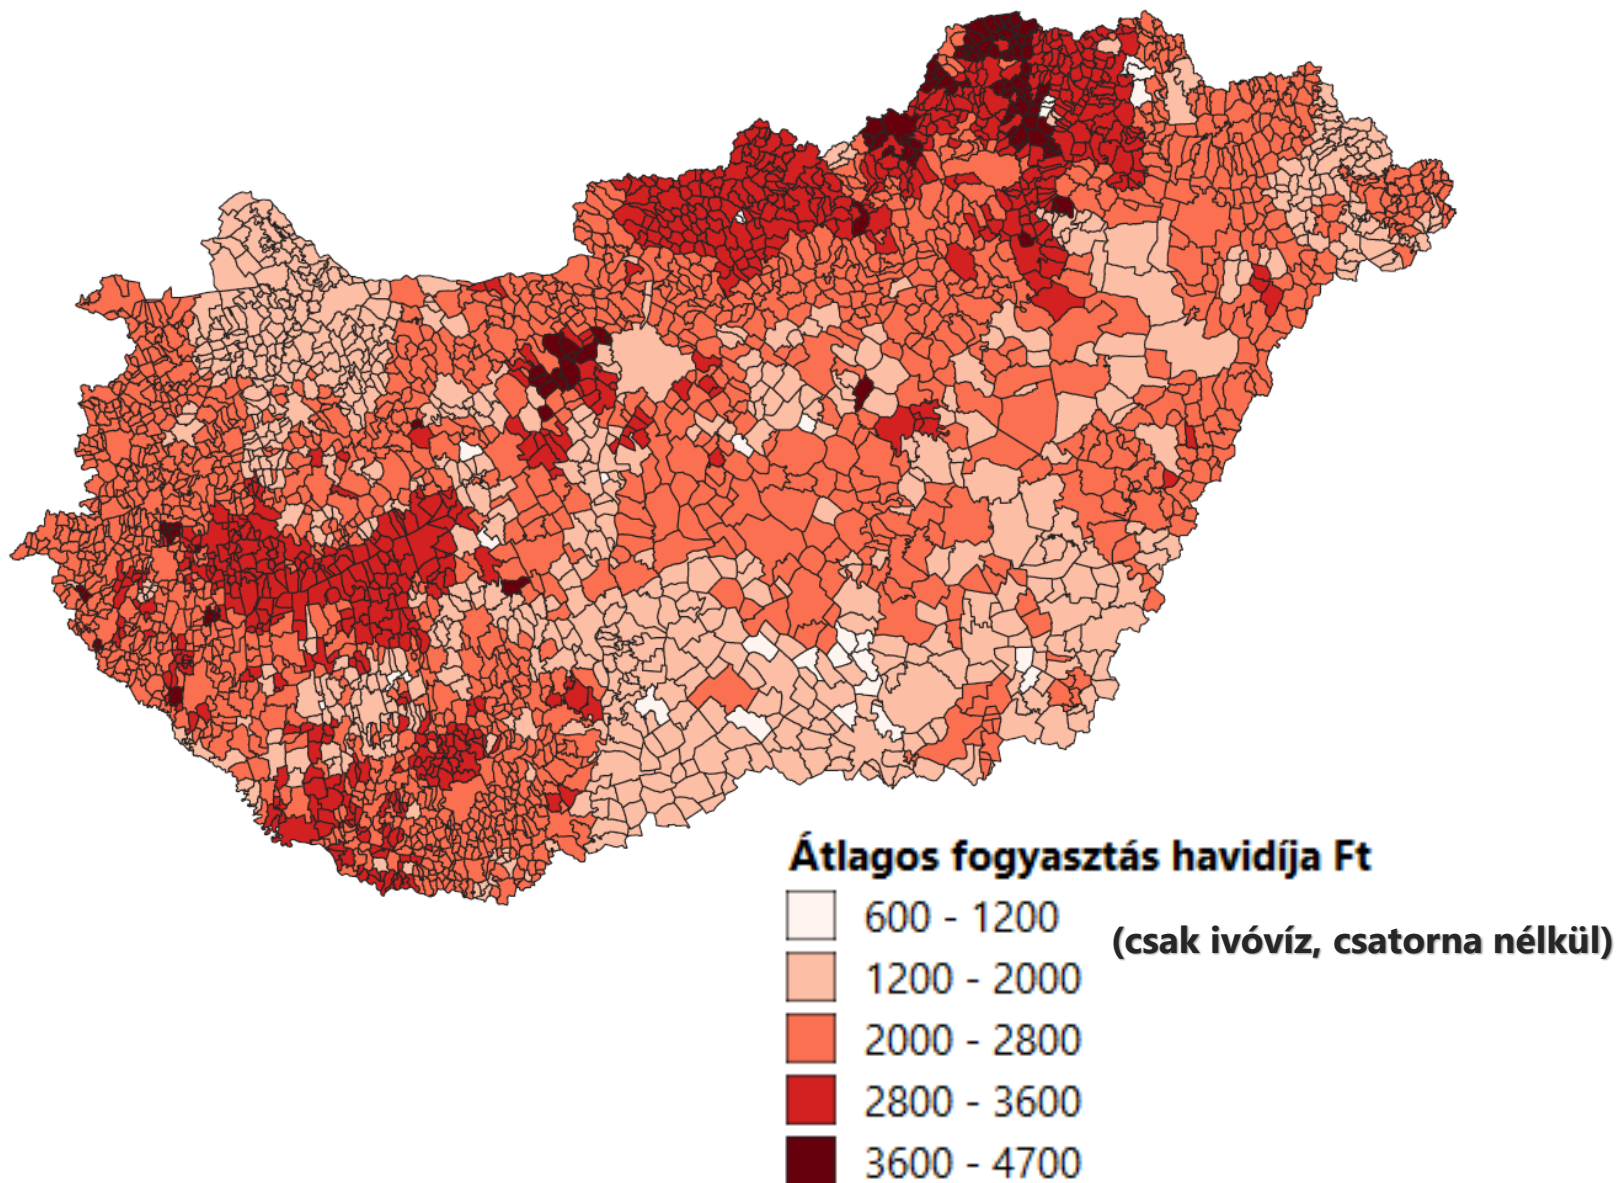 Átlagos fogyasztás havidíja Ft
600 - 1200
(csak ivóvíz, csatorna nélkül)
1200 - 2000
2000 - 2800
2800 - 3600
3600 - 4700